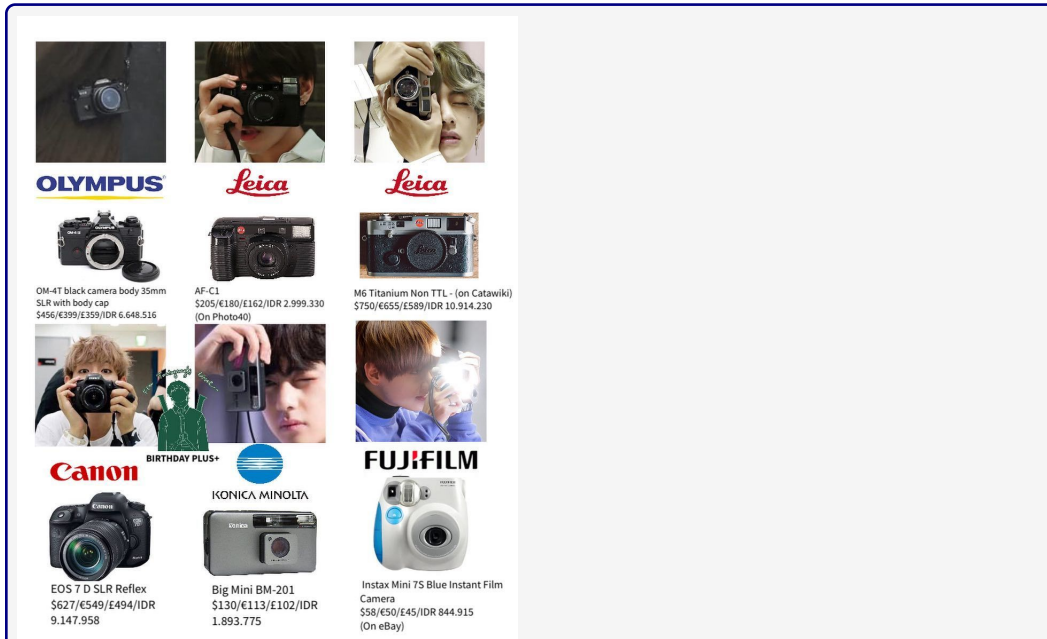 OLYMPUS
Leica
Leica
OM-4T black camera body 35mm
SLR with body cap
$456/€399/£359/IDR 6.648.516
AF-C1
$205/€180/£162/IDR 2.999.330
(On Photo40)
M6 Titanium Non TTL - (on Catawiki)
$750/€655/£589/IDR 10.914.230
BIRTHDAY PLUS+
Canon
KONICA MINOLTA
FUJIFILM
Canon
Konica
EOS 7 D SLR Reflex
$627/€549/£494/IDR
9.147.958
Big Mini BM-201
$130/€113/£102/IDR
1.893.775
Instax Mini 7S Blue Instant Film
Camera
$58/€50/£45/IDR 844.915
(On eBay)